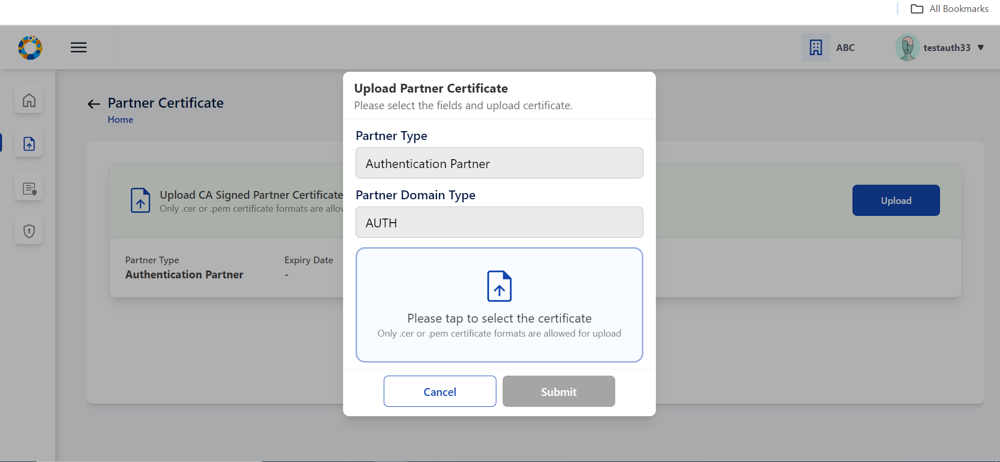 All Bookmarks
ABC
testauth33
Partner Certificate
Home
Upload CA Signed Partner Certificate
Only .cer or .pem certificate formats are
Upload
Partner Type
Authentication Partner
Expiry Date
-
Upload Partner Certificate
Please select the fields and upload certificate.
Partner Type
Authentication Partner
Partner Domain Type
AUTH
Please tap to select the certificate
Only .cer or .pem certificate formats are allowed for upload
Cancel
Submit